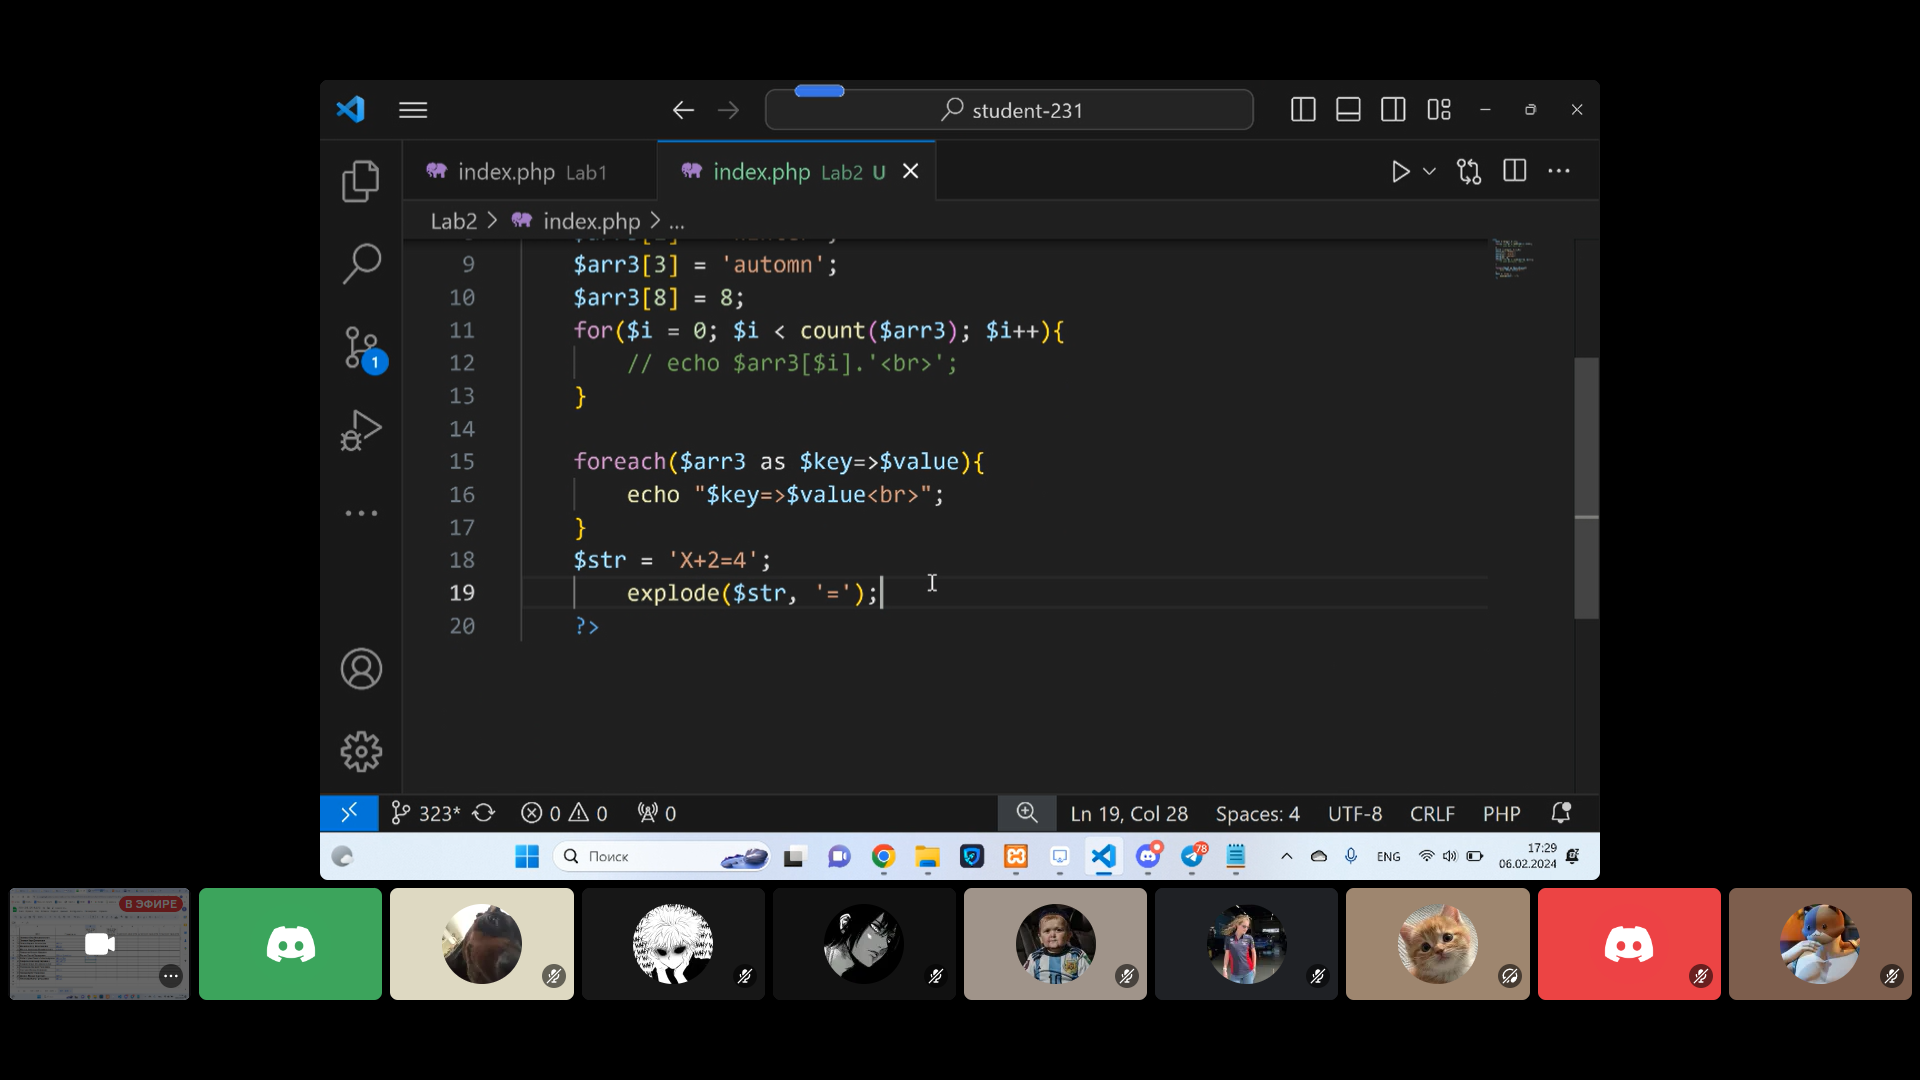 student-231
index.php Lab1
index.php Lab2 U
Lab2 > index.php > ...
9 $arr3[3] = 'automn';
10 $arr3[8] = 8;
11 for($i = 0; $i < count($arr3); $i++){
12 // echo $arr3[$i].'<br>';
13 }
14
15 foreach($arr3 as $key=>$value){
16 echo "$key=>$value<br>";
17 }
18 $str = 'X+2=4';
19 explode($str, '=');
20 ?>
1
323* 0 0 0 Ln 19, Col 28 Spaces: 4 UTF-8 CRLF PHP
Поиск 78 ENG 17:29
06.02.2024
В ЭФИРЕ